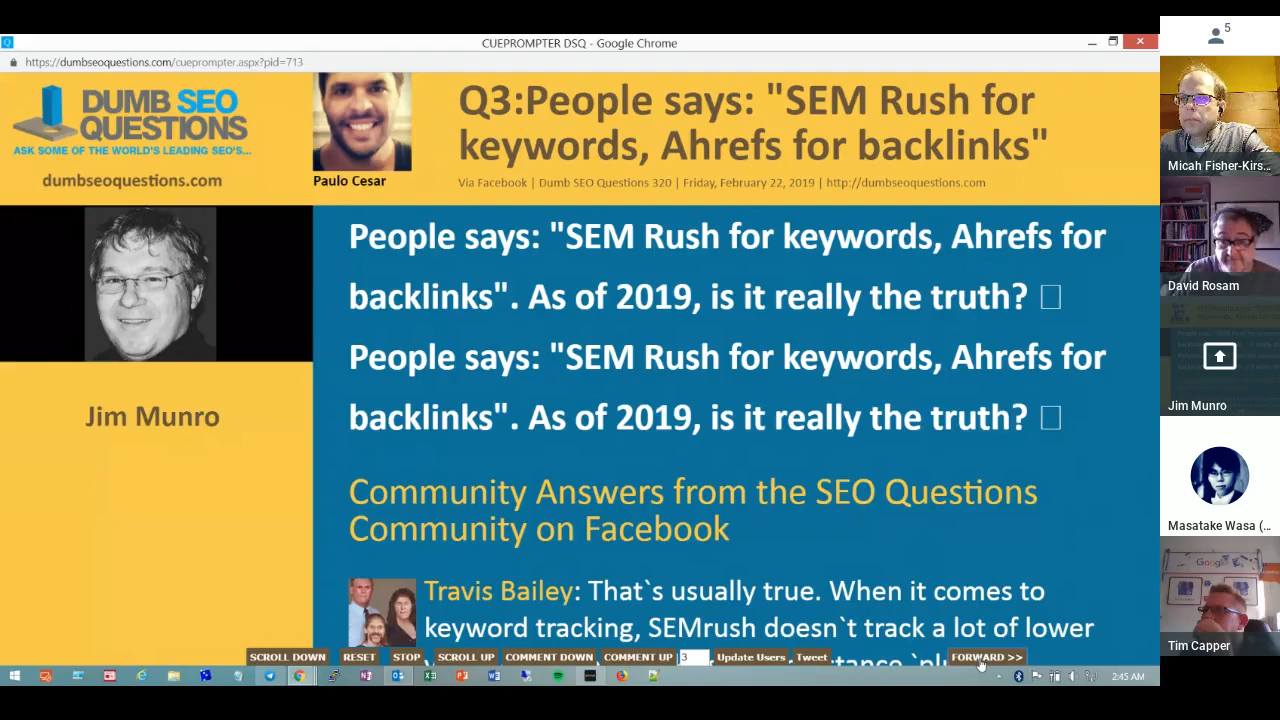 CUEPROMPTER DSQ - Google Chrome
https://dumbseoquestions.com/cueprompter.aspx?pid=713
DUMB SEO
QUESTIONS
ASK SOME OF THE WORLD'S LEADING SEO'S...
dumbseoquestions.com
Paulo Cesar
Q3:People says: "SEM Rush for
keywords, Ahrefs for backlinks"
Via Facebook | Dumb SEO Questions 320 | Friday, February 22, 2019 | http://dumbseoquestions.com
Jim Munro
People says: "SEM Rush for keywords, Ahrefs for
backlinks". As of 2019, is it really the truth?
People says: "SEM Rush for keywords, Ahrefs for
backlinks". As of 2019, is it really the truth?
Community Answers from the SEO Questions
Community on Facebook
Travis Bailey: That`s usually true. When it comes to
keyword tracking, SEMrush doesn`t track a lot of lower
SCROLL DOWN RESET STOP SCROLL UP COMMENT DOWN COMMENT UP 3 Update Users Tweet FORWARD >>
2:45 AM
5
Micah Fisher-Kirs...
David Rosam
Jim Munro
Masatake Wasa (...
Google
Tim Capper